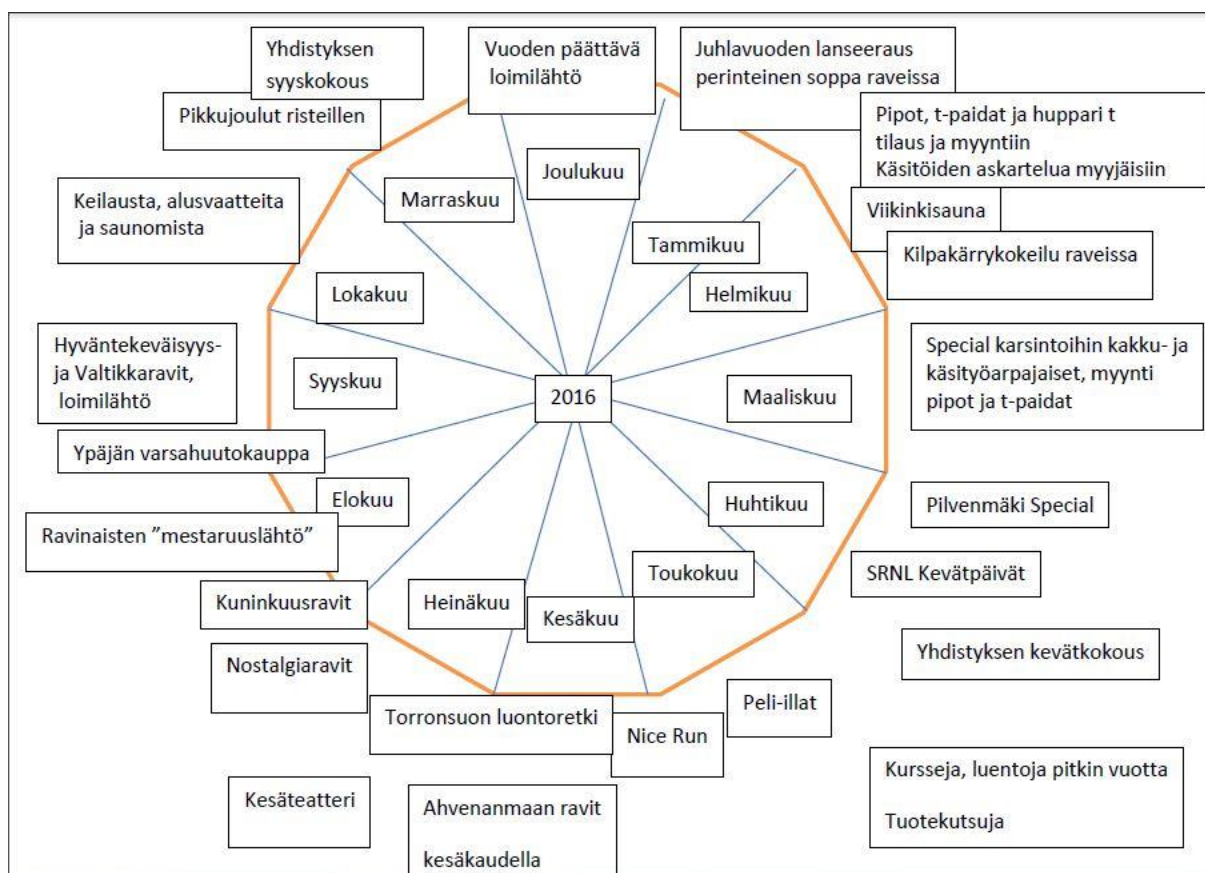 Yhdistyksen
syyskokous
Vuoden päättävä
loimilähtö
Juhlavuoden lanseeraus
perinteinen soppa raveissa
Pikkujoulut risteillen
Pipot, t-paidat ja huppari t
tilaus ja myyntiin
Käsitöiden askartelua myyjäisiin
Joulukuu
Marraskuu
Keilausta, alusvaatteita
ja saunomista
Viikinkisauna
Tammikuu
Kilpakärrykokeilu raveissa
Lokakuu
Helmikuu
Hyväntekeväisyys-
ja Valtikkaravit,
loimilähtö
Syyskuu
2016
Maaliskuu
Special karsintoihin kakku- ja
käsityöarpajaiset, myynti
pipot ja t-paidat
Ypäjän varsahuutokauppa
Elokuu
Huhtikuu
Pilvenmäki Special
Ravinaisten ”mestaruuslähtö”
Toukokuu
SRNL Kevätpäivät
Kuninkuusravit
Heinäkuu
Kesäkuu
Yhdistyksen kevätkokous
Nostalgiaravit
Torronsuon luontoretki
Nice Run
Peli-illat
Kursseja, luentoja pitkin vuotta
Tuotekutsuja
Kesäteatteri
Ahvenanmaan ravit
kesäkaudella